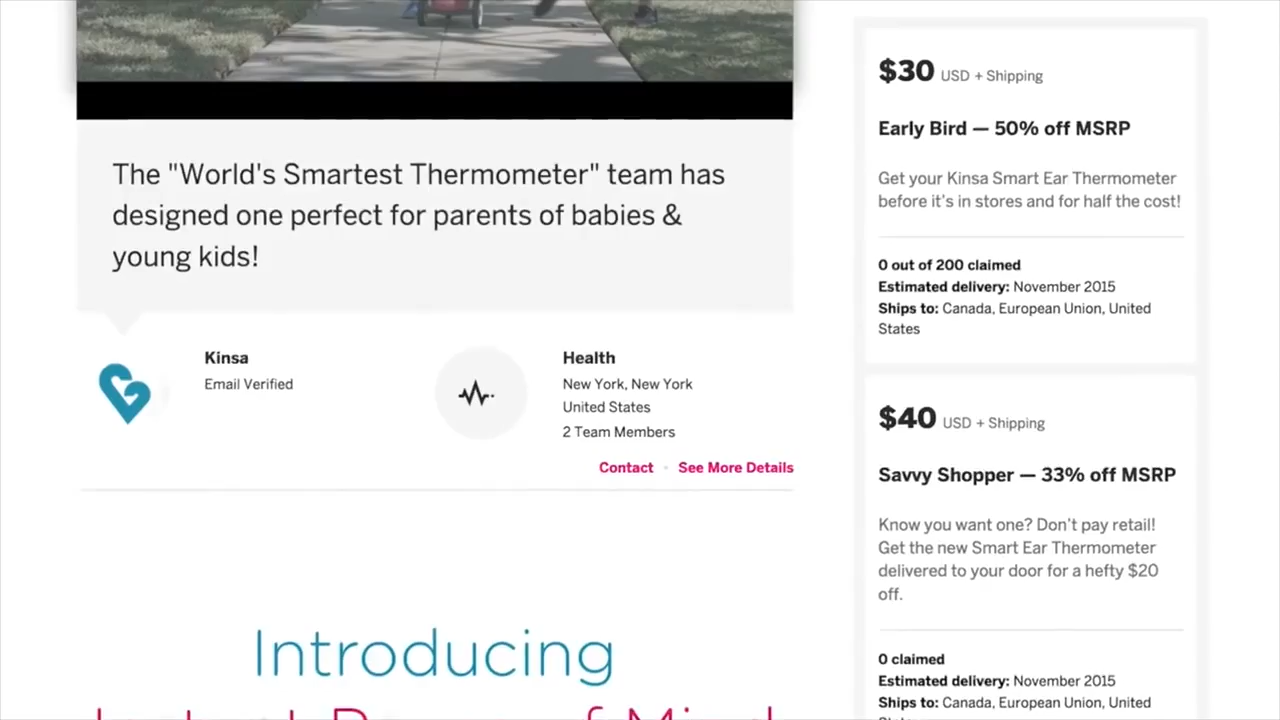 The "World's Smartest Thermometer" team has
designed one perfect for parents of babies &
young kids!
Kinsa
Email Verified
Health
New York, New York
United States
2 Team Members
Contact
See More Details
Introducing
$30 USD + Shipping
Early Bird — 50% off MSRP
Get your Kinsa Smart Ear Thermometer
before it's in stores and for half the cost!
0 out of 200 claimed
Estimated delivery: November 2015
Ships to: Canada, European Union, United
States
$40 USD + Shipping
Savvy Shopper — 33% off MSRP
Know you want one? Don't pay retail!
Get the new Smart Ear Thermometer
delivered to your door for a hefty $20
off.
0 claimed
Estimated delivery: November 2015
Ships to: Canada, European Union, United